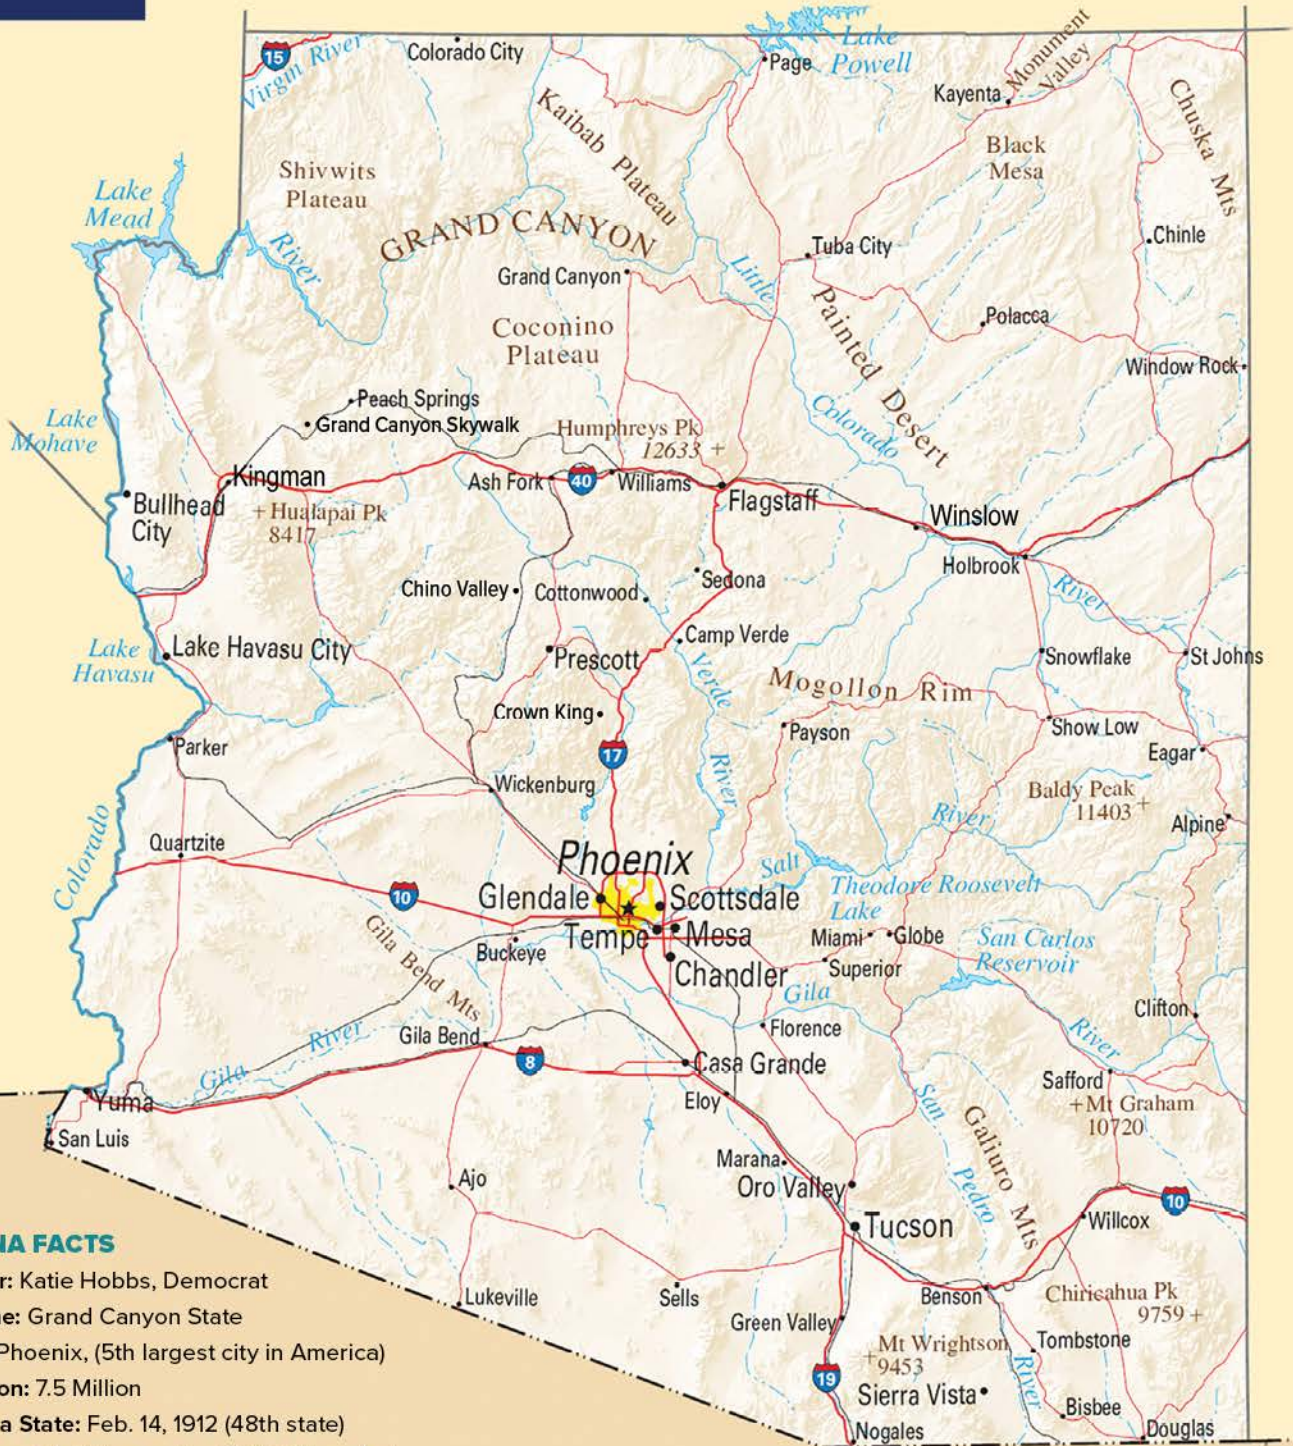 15
Virgin River
Colorado City
Lake
Powell
Page
Monument
Valley
Kayenta
Chuska Mts
Kaibab Plateau
Black
Mesa
Shivwits
Plateau
Lake
Mead
River
GRAND CANYON
Grand Canyon
Little
Tuba City
Chinle
Coconino
Plateau
Painted Desert
Polacca
Window Rock
Peach Springs
Grand Canyon Skywalk
Lake
Mohave
Humphreys Pk
12633 +
Colorado
Kingman
Ash Fork
40
Williams
Flagstaff
Bullhead
City
+ Hualapai Pk
8417
Winslow
Holbrook
River
Chino Valley
Cottonwood
Sedona
Camp Verde
Lake
Havasu
Lake Havasu City
Prescott
Verde
River
Mogollon Rim
Snowflake
St Johns
Crown King
Payson
Show Low
Eagar
Parker
17
Wickenburg
Baldy Peak
11403 +
Alpine
Colorado
Quartzite
River
Phoenix
Salt
10
Glendale
Scottsdale
Theodore Roosevelt
Lake
Tempe
Mesa
Miami
Globe
San Carlos
Reservoir
Gila Bend Mts
Buckeye
Chandler
Superior
Gila
Clifton
Gila Bend
River
Florence
River
8
Casa Grande
Gila
Safford
+Mt Graham
10720
Yuma
Eloy
San
Pedro
Galiuro Mts
San Luis
Marana
Oro Valley
Ajo
10
Tucson
Willcox
Lukeville
Sells
Benson
Chiricahua Pk
9759 +
Green Valley
Mt Wrightson
+9453
Tombstone
River
19
Sierra Vista
Bisbee
Nogales
Douglas
NA FACTS
r: Katie Hobbs, Democrat
e: Grand Canyon State
Phoenix, (5th largest city in America)
on: 7.5 Million
a State: Feb. 14, 1912 (48th state)